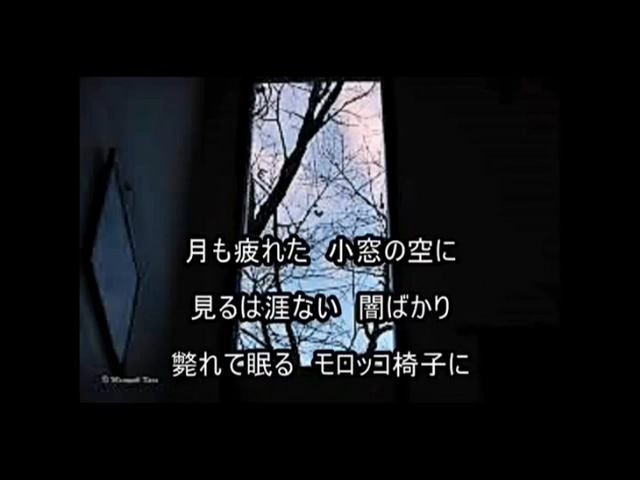 月も疲れた　小窓の空に
見るは涯ない　闇ばかり
斃れて眠る　ﾓﾛｯｺ椅子に